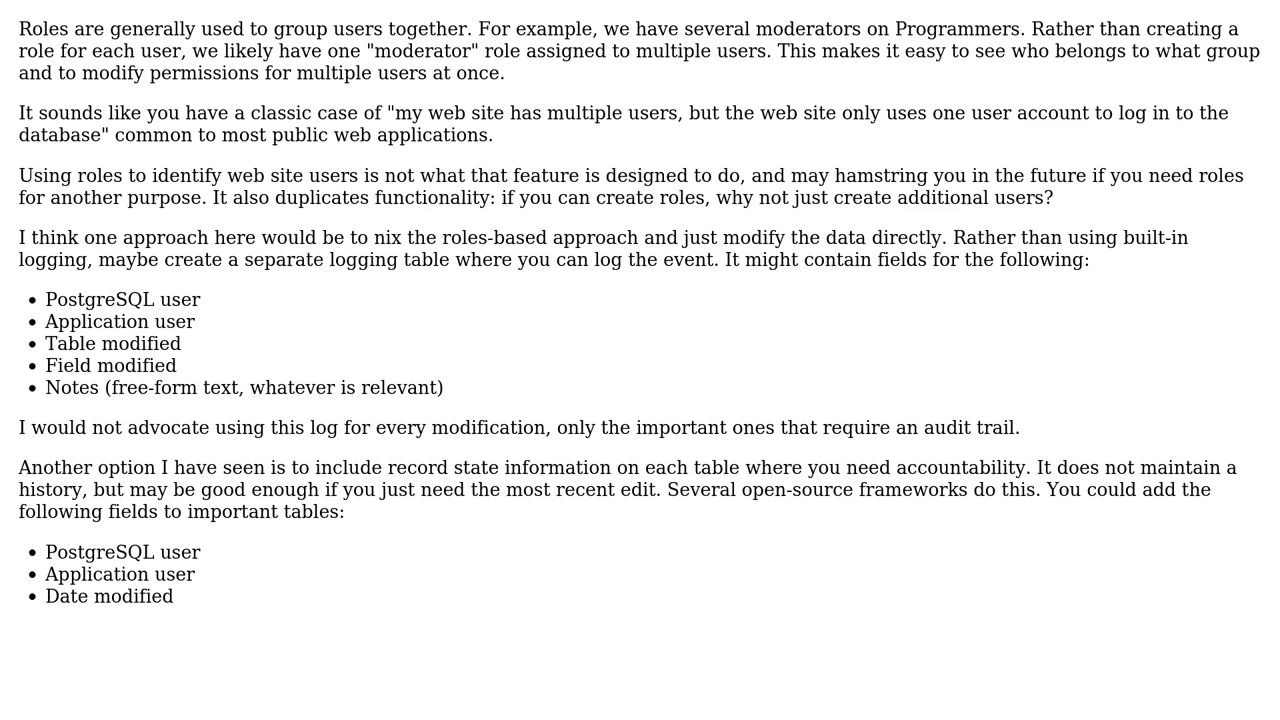 Roles are generally used to group users together. For example, we have several moderators on Programmers. Rather than creating a
role for each user, we likely have one "moderator" role assigned to multiple users. This makes it easy to see who belongs to what group
and to modify permissions for multiple users at once.
It sounds like you have a classic case of "my web site has multiple users, but the web site only uses one user account to log in to the
database" common to most public web applications.
Using roles to identify web site users is not what that feature is designed to do, and may hamstring you in the future if you need roles
for another purpose. It also duplicates functionality: if you can create roles, why not just create additional users?
I think one approach here would be to nix the roles-based approach and just modify the data directly. Rather than using built-in
logging, maybe create a separate logging table where you can log the event. It might contain fields for the following:
• PostgreSQL user
• Application user
• Table modified
• Field modified
• Notes (free-form text, whatever is relevant)
I would not advocate using this log for every modification, only the important ones that require an audit trail.
Another option I have seen is to include record state information on each table where you need accountability. It does not maintain a
history, but may be good enough if you just need the most recent edit. Several open-source frameworks do this. You could add the
following fields to important tables:
• PostgreSQL user
• Application user
• Date modified